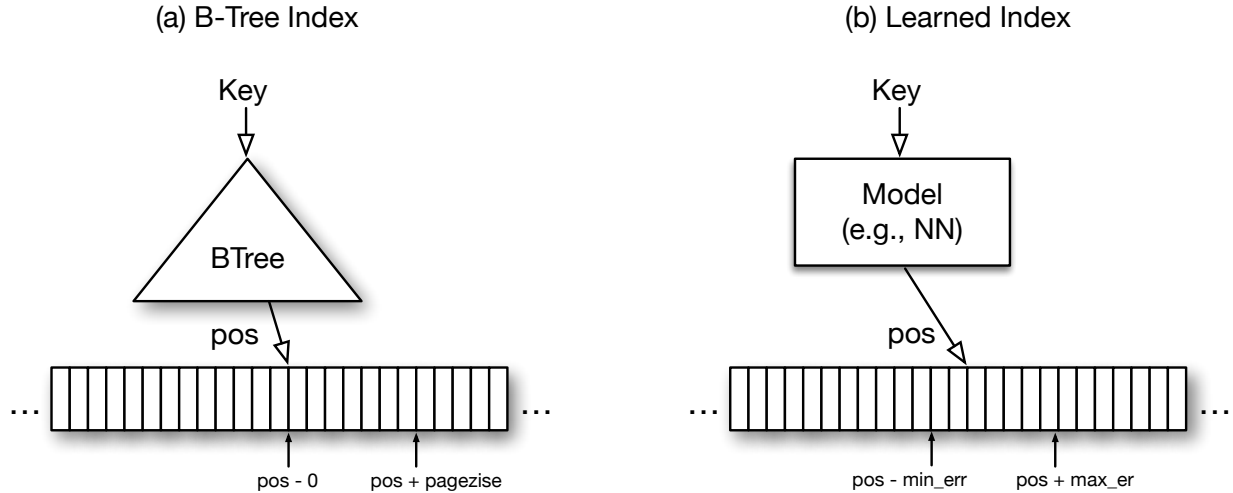 (a) B-Tree Index
Key
BTree
pos
... ...
pos - 0 pos + pagezise
(b) Learned Index
Key
Model
(e.g., NN)
pos
... ...
pos - min_err pos + max_er